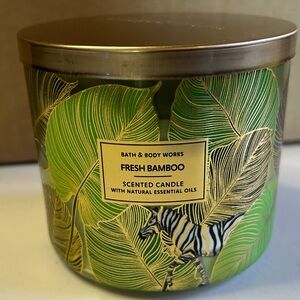 BATH & BODY WORKS
FRESH BAMBOO
SCENTED CANDLE
WITH NATURAL ESSENTIAL OILS